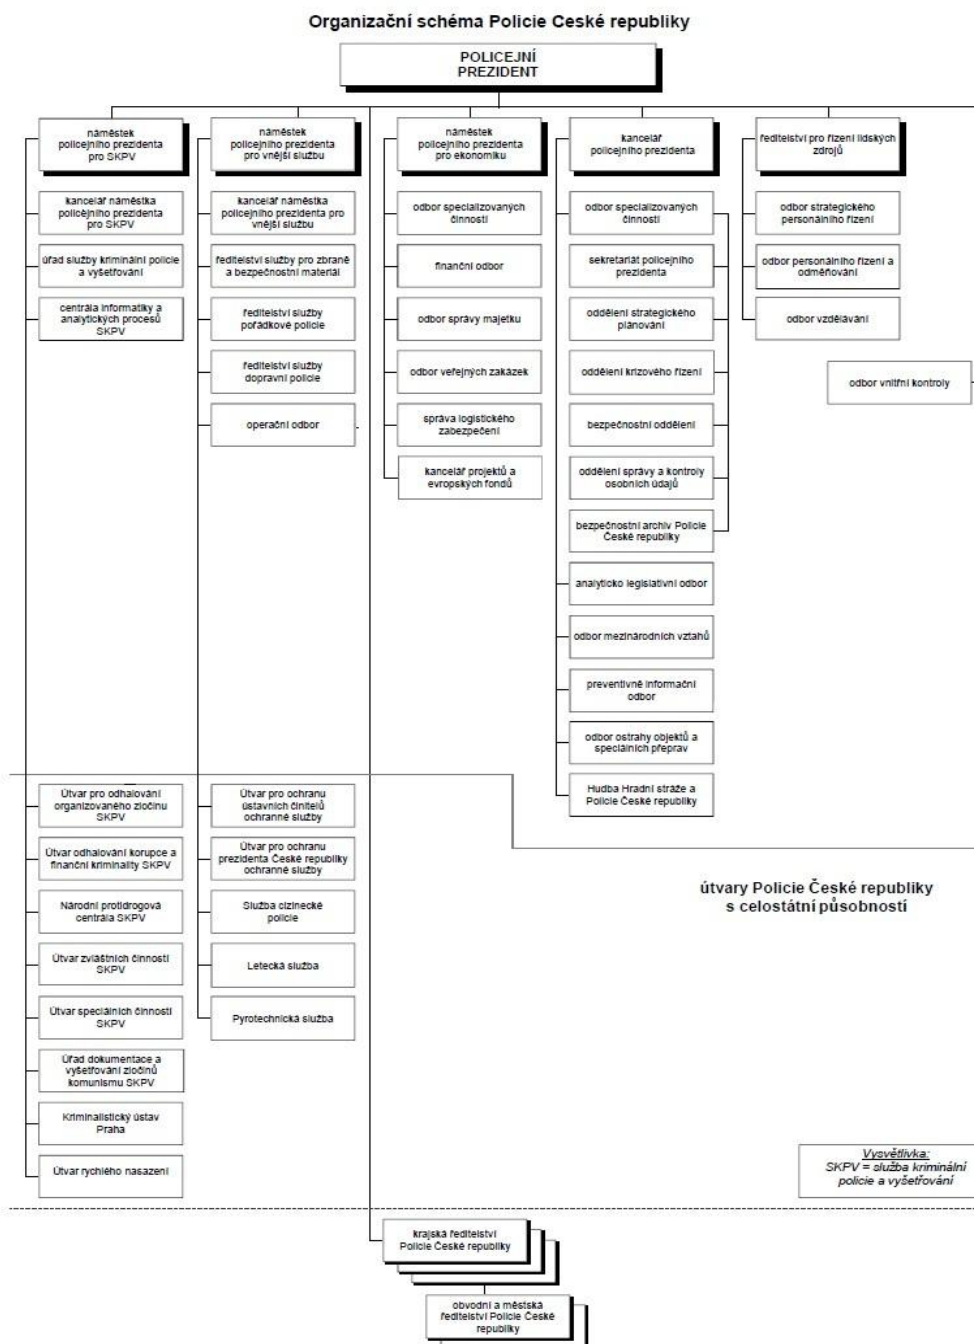 Organizační schéma Policie České republiky
POLICEJNÍ
PREZIDENT
náměstek
policejního prezidenta
pro SKPV
kancelář náměstka
policejního prezidenta
pro SKPV
úřad služby kriminální policie
a vyšetřování
centrála informatiky a
analytických procesů
SKPV
náměstek
policejního prezidenta
pro vnější službu
kancelář náměstka
policejního prezidenta pro
vnější službu
ředitelství služby pro zbraně
a bezpečnostní materiál
ředitelství služby
pořádkové policie
ředitelství služby
dopravní policie
operační odbor
náměstek
policejního prezidenta
pro ekonomiku
odbor specializovaných
činností
finanční odbor
odbor správy majetku
odbor veřejných zakázek
správa logistického
zabezpečení
kancelář projektů a
evropských fondů
kancelář
policejního prezidenta
odbor specializovaných
činností
sekretariát policejního
prezidenta
oddělení strategického
plánování
oddělení krizového řízení
bezpečnostní oddělení
oddělení správy a kontroly
osobních údajů
bezpečnostní archiv Policie
České republiky
analyticko legislativní odbor
odbor mezinárodních vztahů
preventivně informační
odbor
odbor ostrahy objektů a
speciálních přeprav
Hudba Hradní stráže a
Policie České republiky
ředitelství pro řízení lidských
zdrojů
odbor strategického
personálního řízení
odbor personálního řízení a
odměňování
odbor vzdělávání
odbor vnitřní kontroly
Útvar pro odhalování
organizovaného zločinu
SKPV
Útvar odhalování korupce a
finanční kriminality SKPV
Národní protidrogová
centrála SKPV
Útvar zvláštních činností
SKPV
Útvar speciálních činností
SKPV
Úřad dokumentace a
vyšetřování zločinů
komunismu SKPV
Kriminalistický ústav
Praha
Útvar rychlého nasazení
Útvar pro ochranu
ústavních činitelů
ochranné služby
Útvar pro ochranu
prezidenta České republiky
ochranné služby
Služba cizinecké
policie
Letecká služba
Pyrotechnická služba
útvary Policie České republiky
s celostátní působností
Vysvětlivka:
SKPV = služba kriminální
policie a vyšetřování
krajská ředitelství
Policie České republiky
obvodní a městská
ředitelství Policie České
republiky